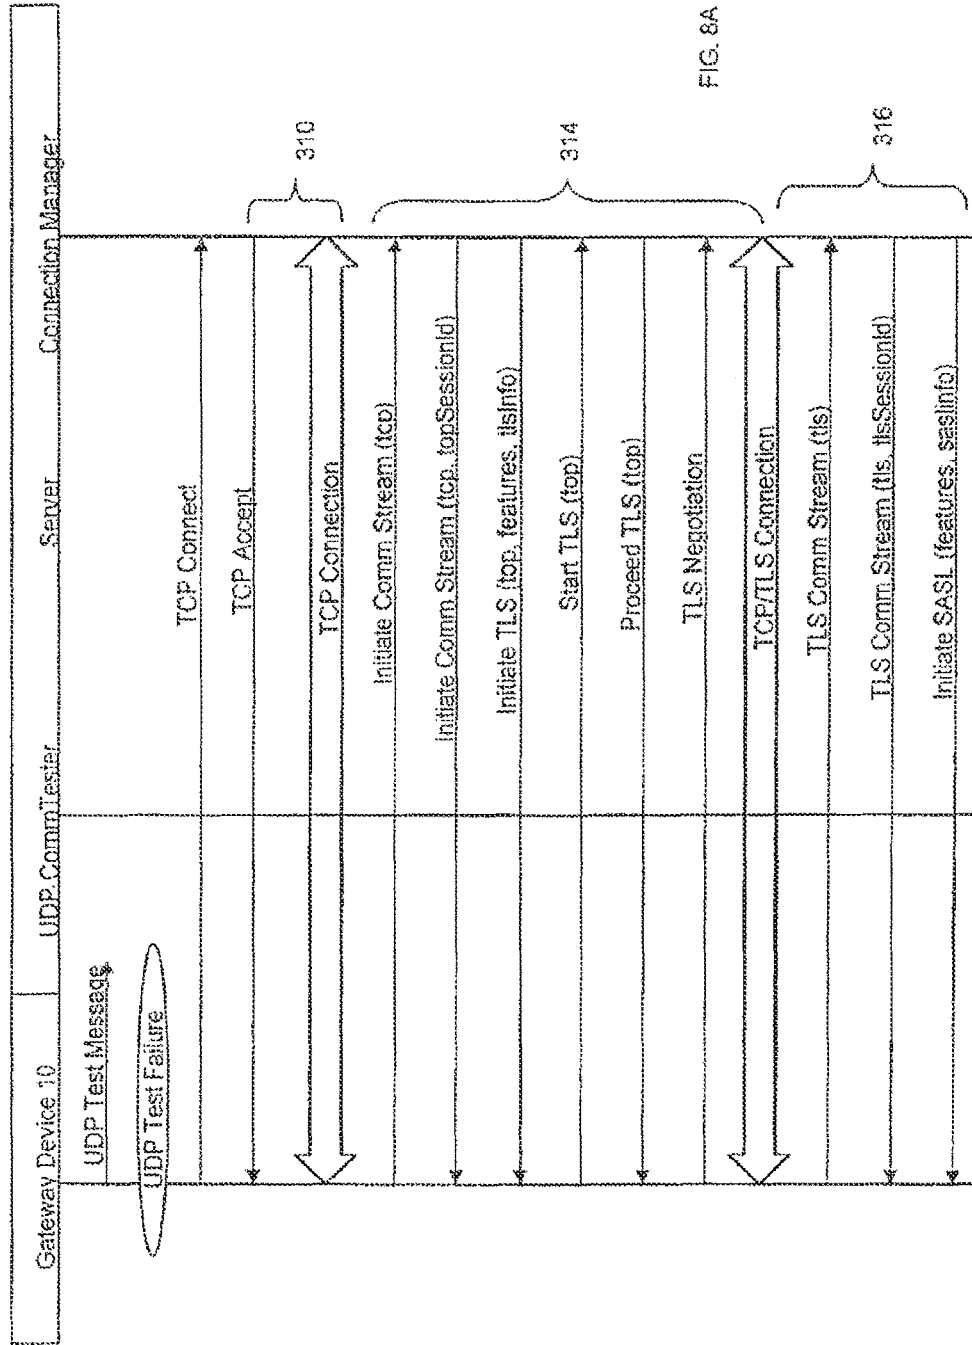 Gateway Device 10
UDP CommTester
Server
Connection Manager
UDP Test Message
UDP Test Failure
TCP Connect
TCP Accept
310
TCP Connection
Initiate Comm Stream (tcp)
Initiate Comm Stream (tcp, tcpSessionId)
Initiate TLS (tcp, features, tlsInfo)
Start TLS (tcp)
Proceed TLS (tcp)
TLS Negotiation
314
TCP/TLS Connection
TLS Comm Stream (tls)
TLS Comm Stream (tls, tlsSessionId)
Initiate SASL (features, saslInfo)
316
FIG. 8A